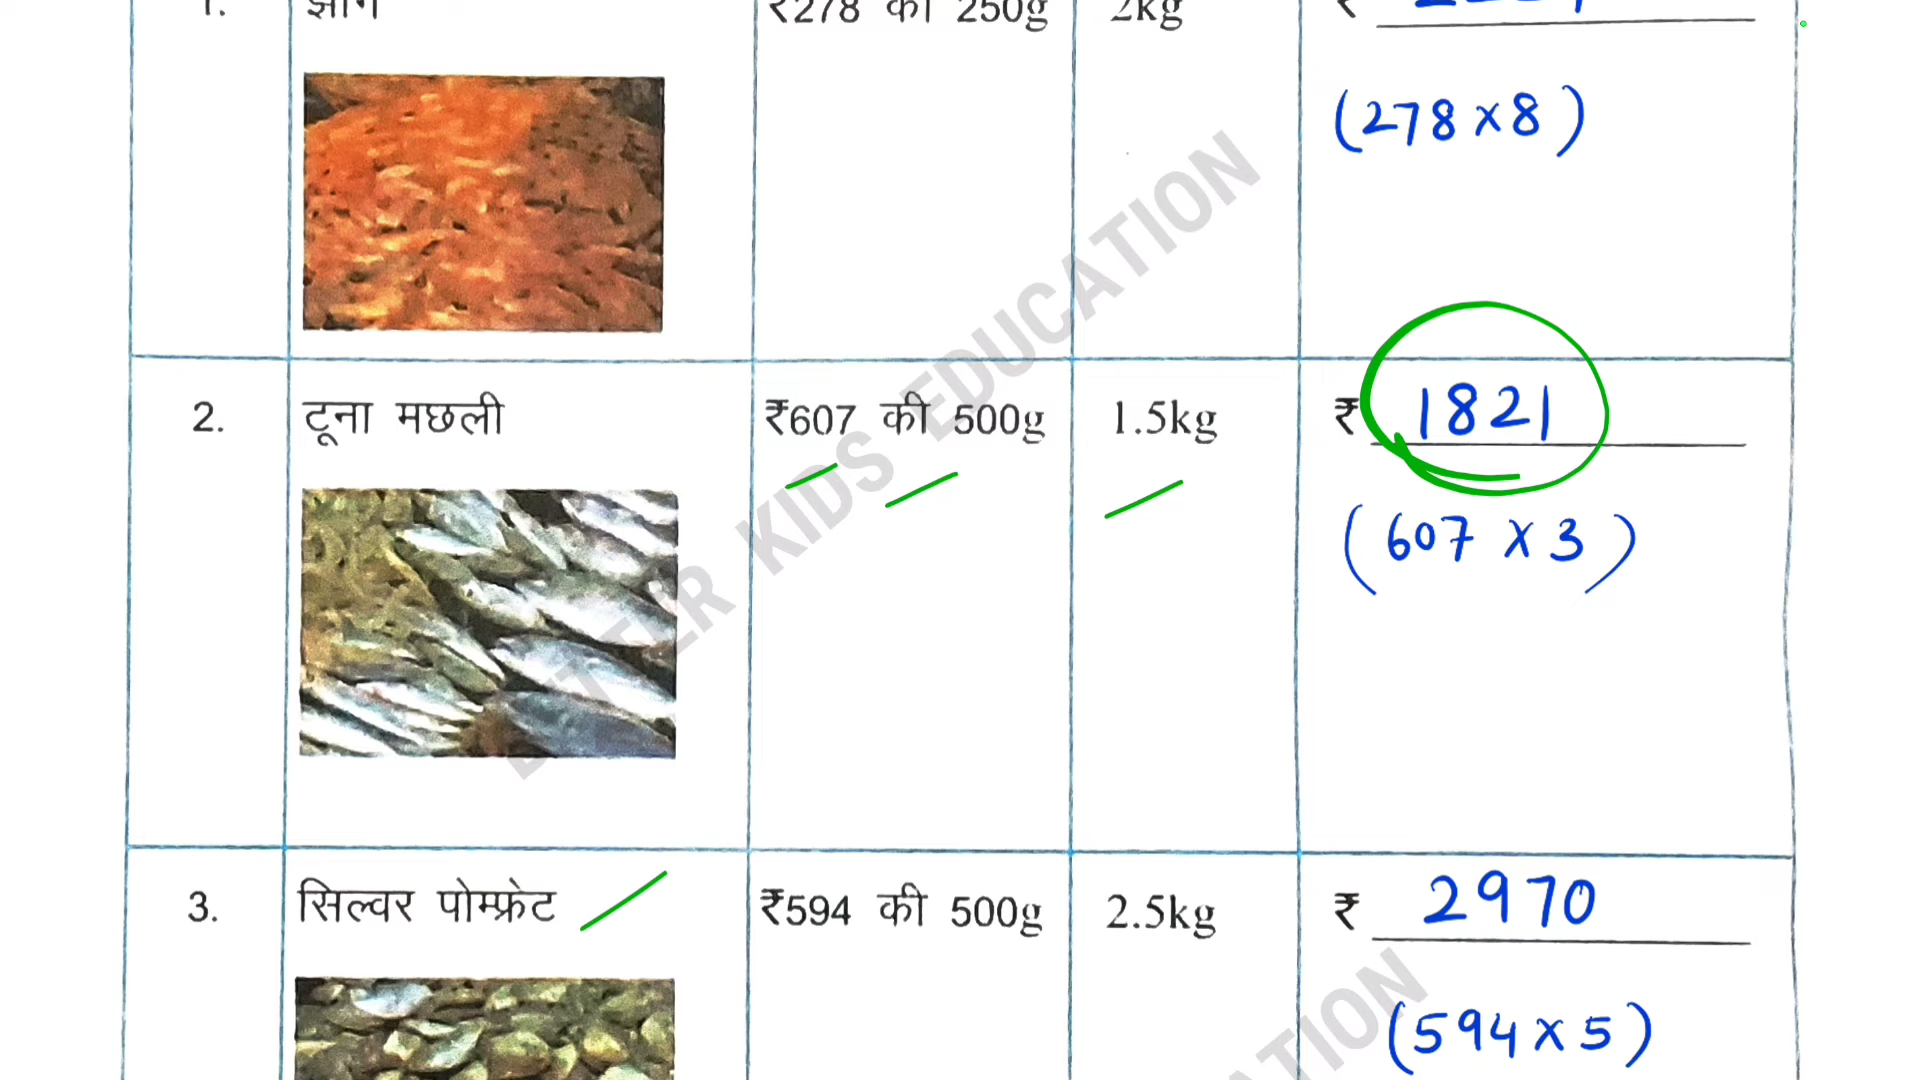 1. झींगे ₹278 की 250g 2kg ₹
(278 × 8)
2. टूना मछली ₹607 की 500g 1.5kg ₹ 1821
(607 × 3)
3. सिल्वर पोम्फ्रेट ₹594 की 500g 2.5kg ₹ 2970
(594 × 5)
BETTER KIDS EDUCATION